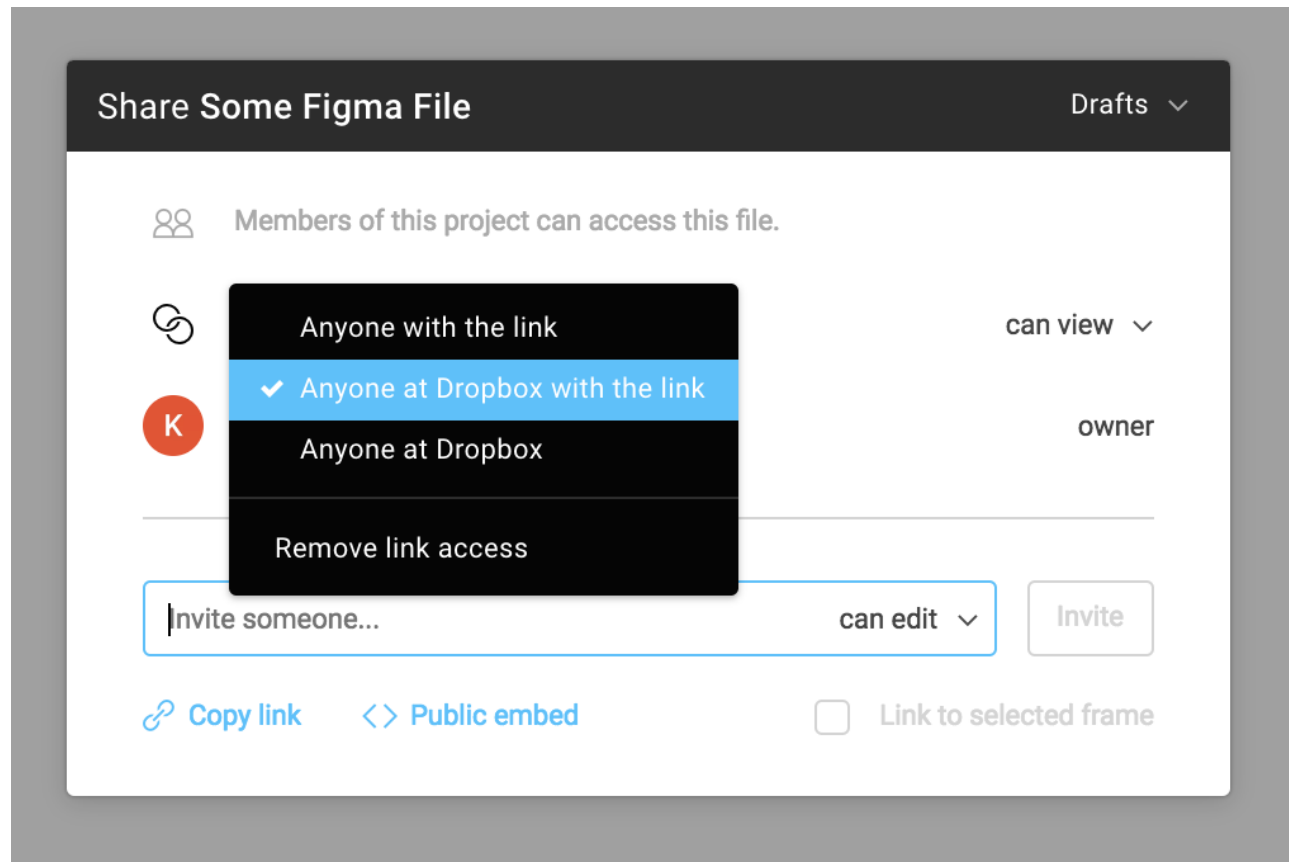 Share Some Figma File
Drafts
Members of this project can access this file.
Anyone with the link
can view
Anyone at Dropbox with the link
K
owner
Anyone at Dropbox
Remove link access
Invite someone...
can edit
Invite
Copy link
<> Public embed
Link to selected frame